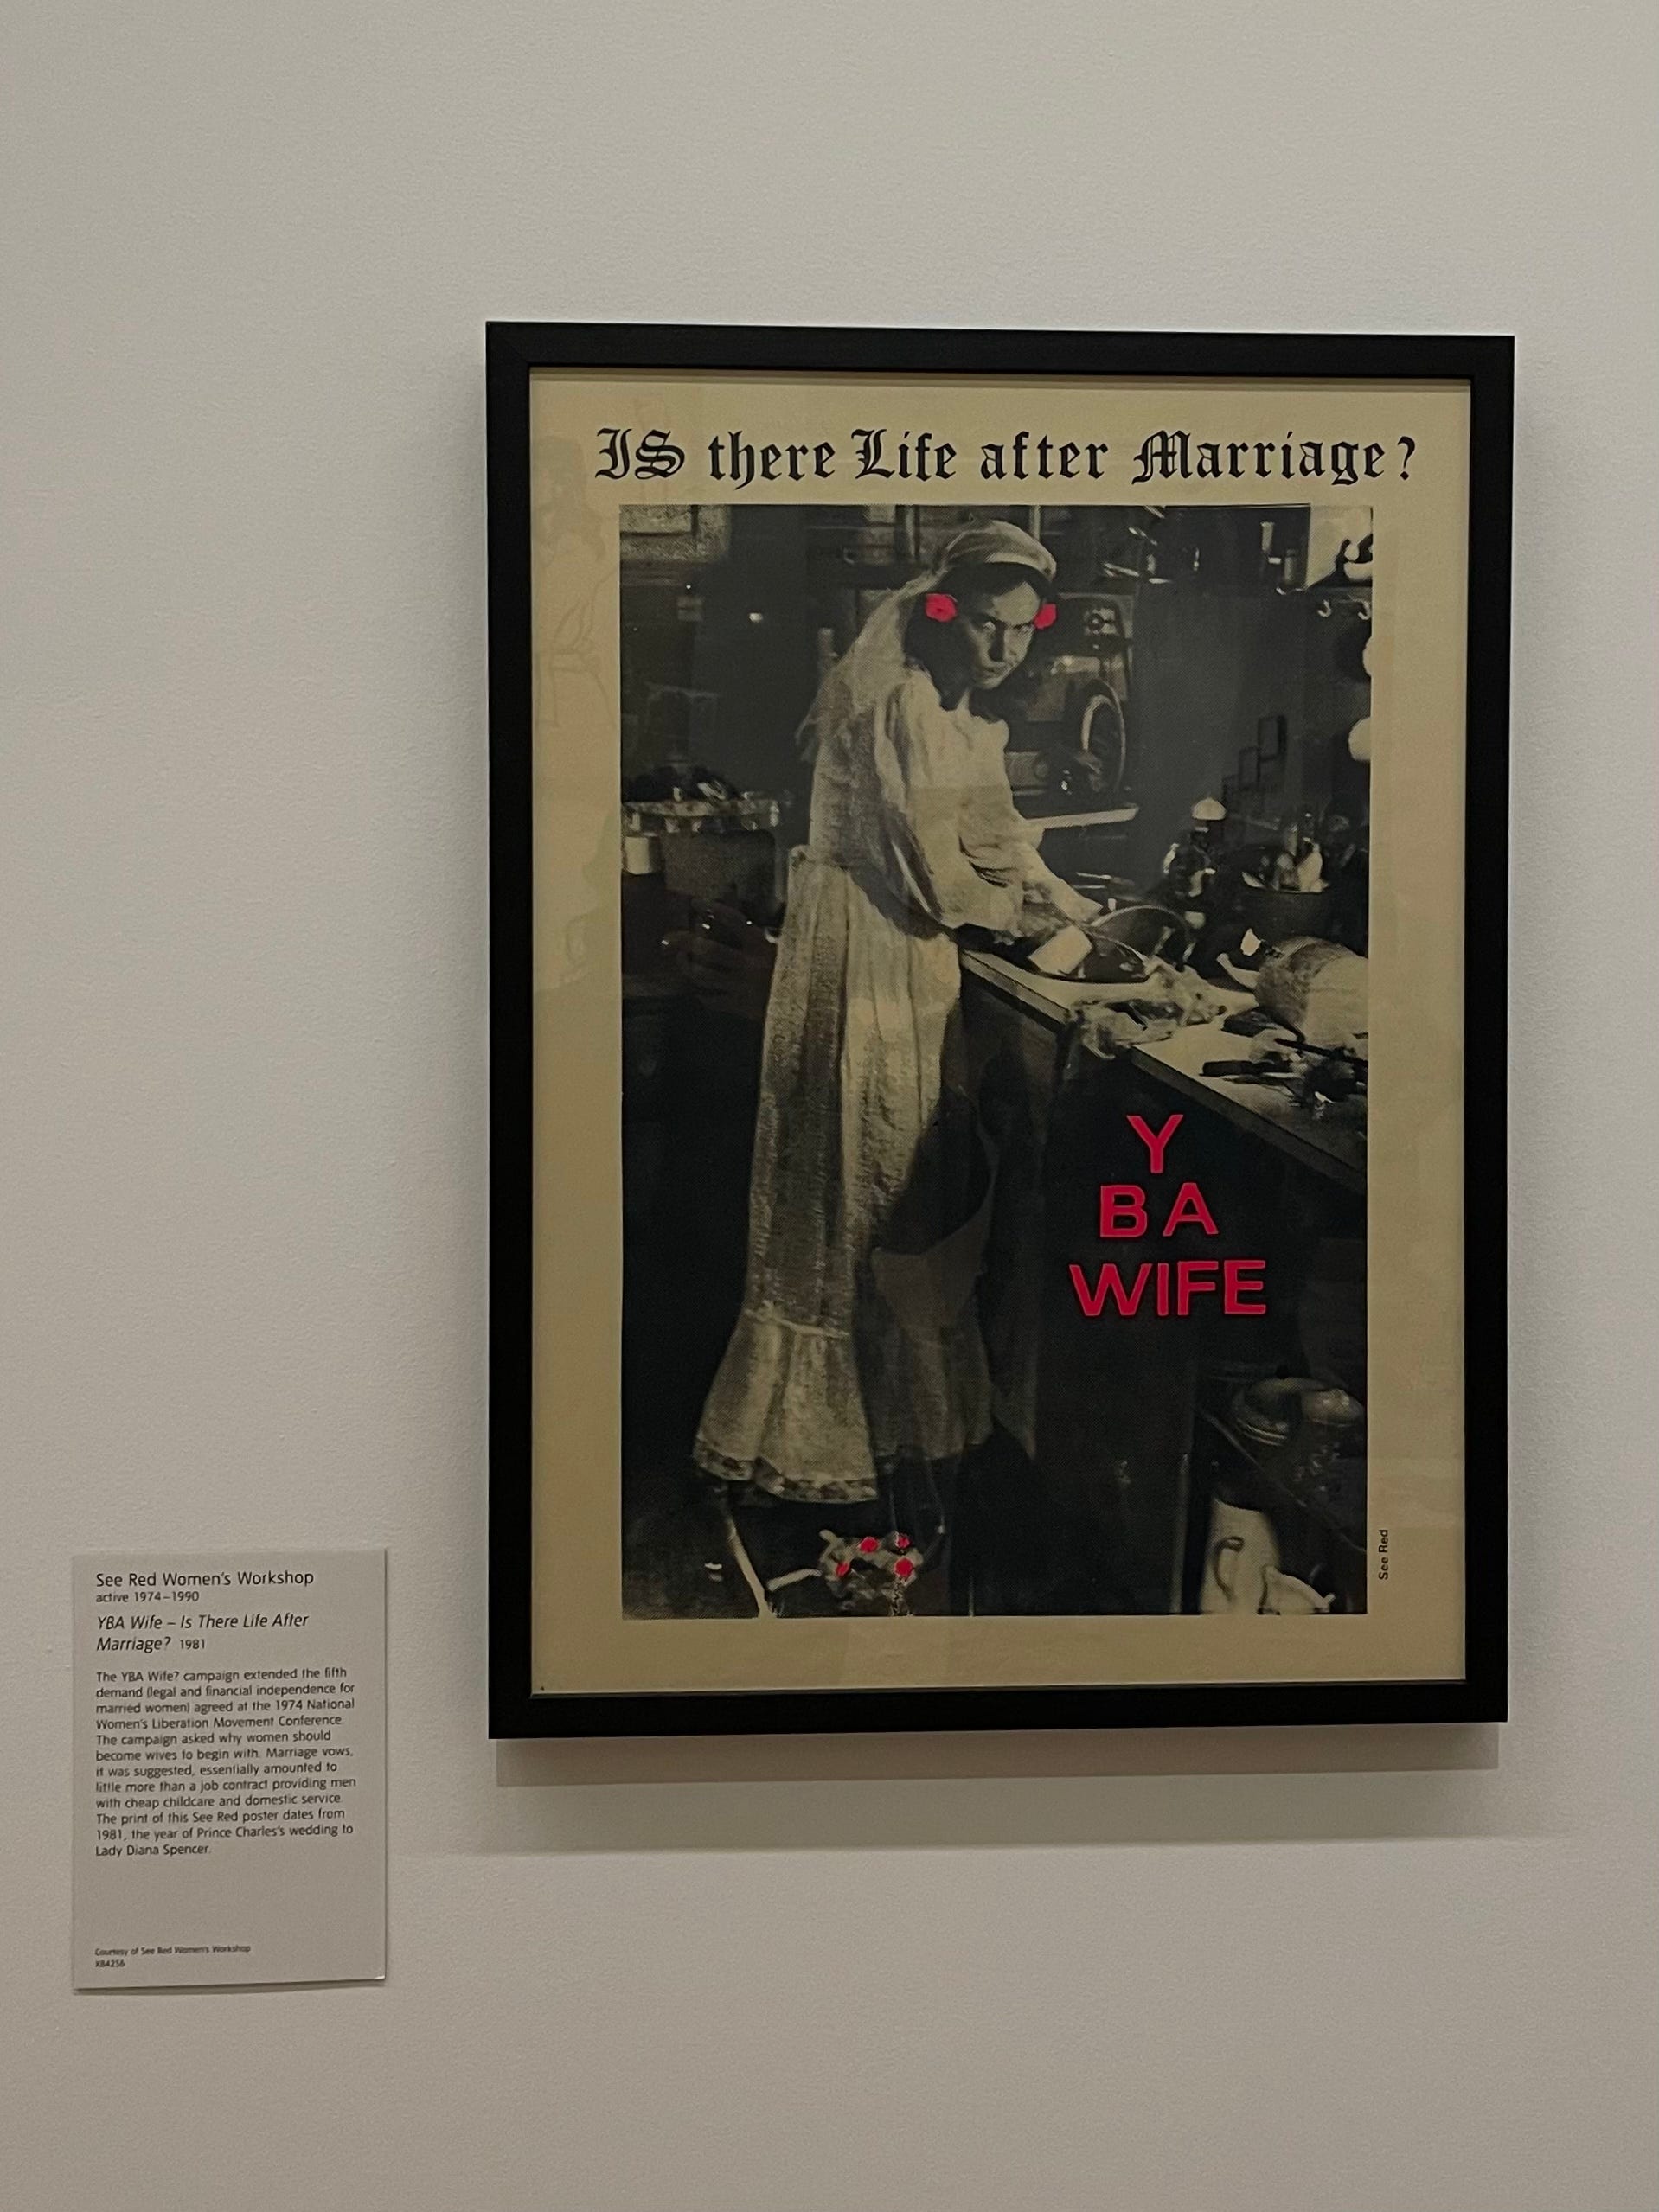 IS there Life after Marriage?
Y
B A
WIFE
See Red
See Red Women's Workshop
active 1974–1990
YBA Wife – Is There Life After
Marriage? 1981
The YBA Wife? campaign extended the fifth
demand (legal and financial independence for
married women) agreed at the 1974 National
Women's Liberation Movement Conference.
The campaign asked why women should
become wives to begin with. Marriage vows,
it was suggested, essentially amounted to
little more than a job contract providing men
with cheap childcare and domestic service.
The print of this See Red poster dates from
1981, the year of Prince Charles's wedding to
Lady Diana Spencer.
Courtesy of See Red Women's Workshop
X84256